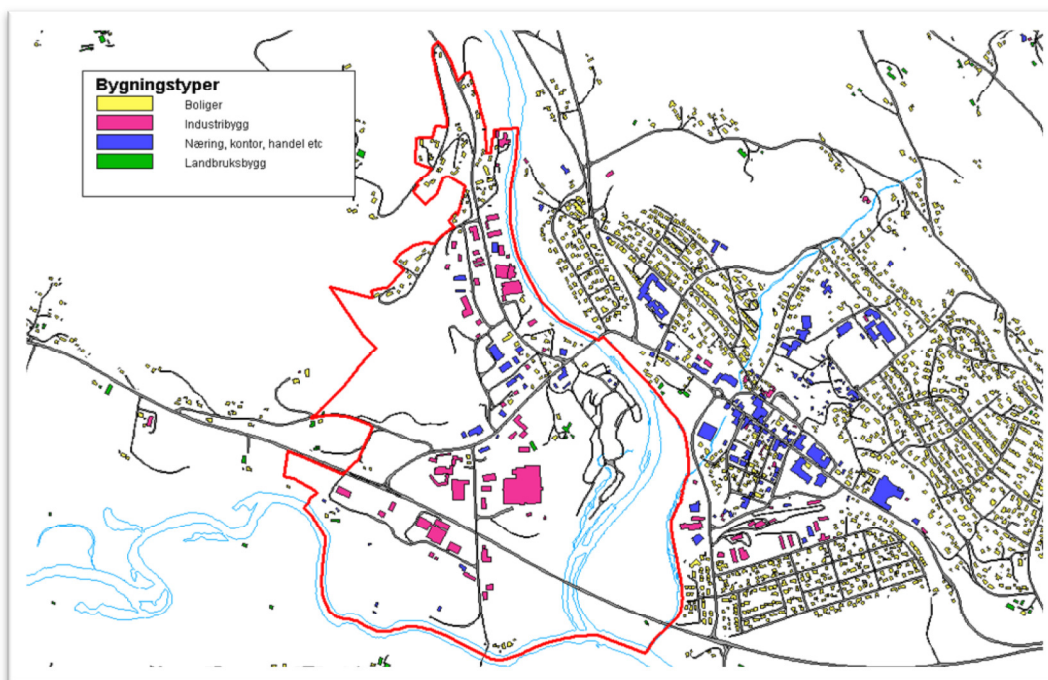 Bygningstyper
Boliger
Industribygg
Næring, kontor, handel etc
Landbruksbygg